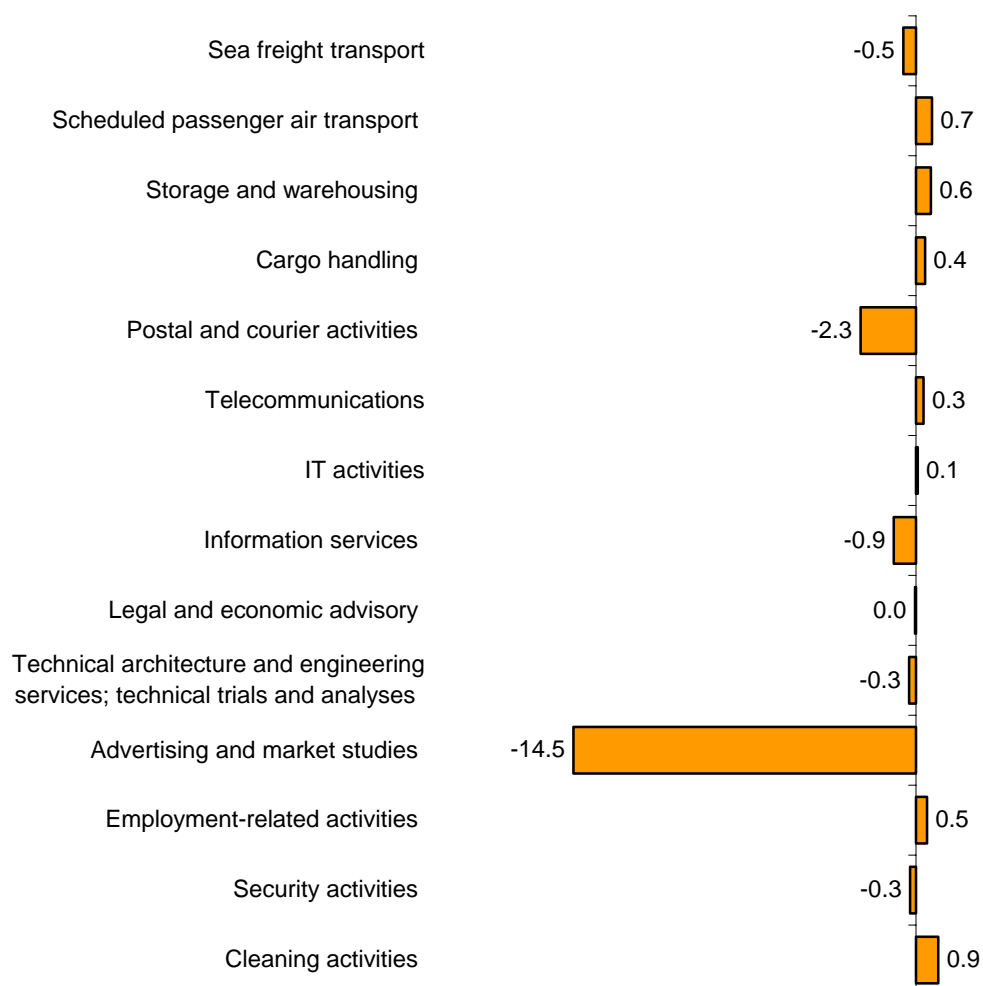 Sea freight transport -0.5
Scheduled passenger air transport 0.7
Storage and warehousing 0.6
Cargo handling 0.4
Postal and courier activities -2.3
Telecommunications 0.3
IT activities 0.1
Information services -0.9
Legal and economic advisory 0.0
Technical architecture and engineering
services; technical trials and analyses -0.3
Advertising and market studies -14.5
Employment-related activities 0.5
Security activities -0.3
Cleaning activities 0.9